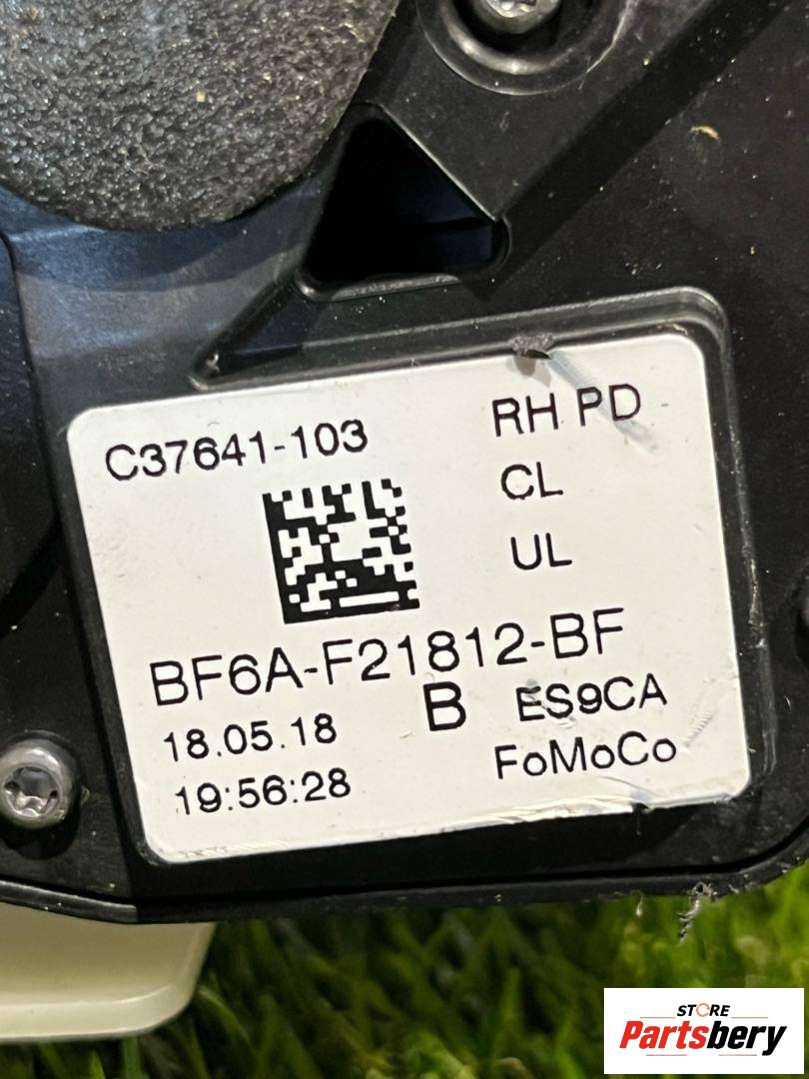 C37641-103
RH PD
CL
UL
BF6A-F21812-BF
18.05.18
B
ES9CA
19:56:28
FoMoCo
STORE
Partsbery